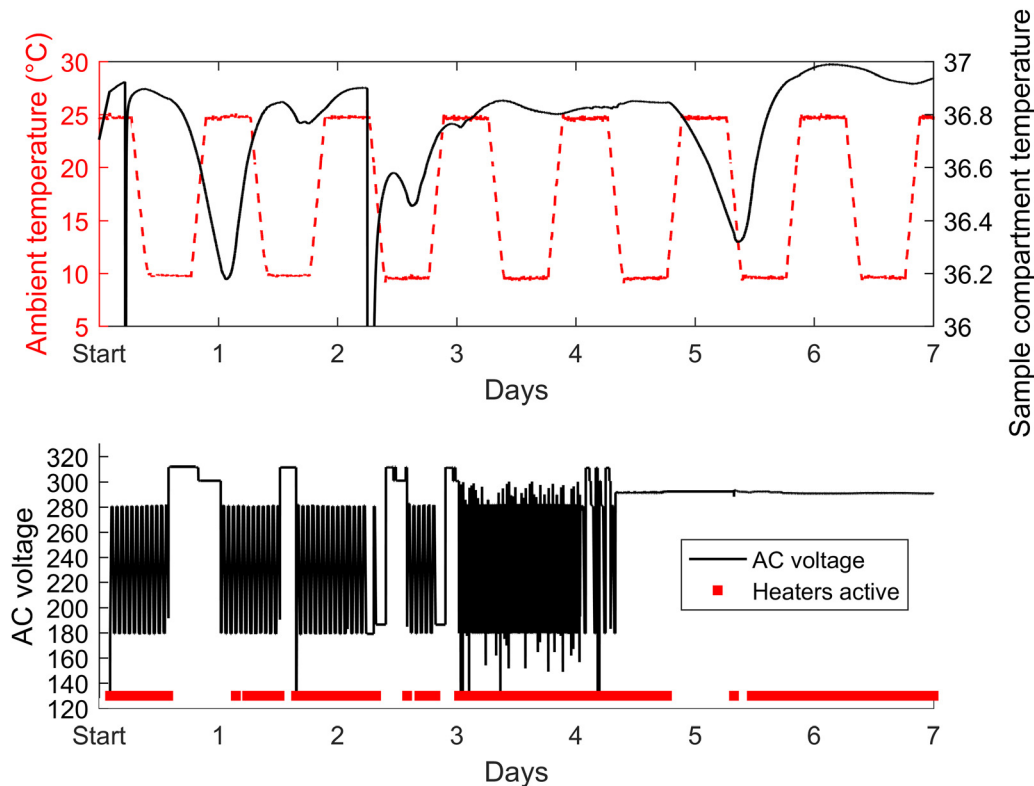 Ambient temperature (°C)
30
25
20
15
10
5
Sample compartment temperature
37
36.8
36.6
36.4
36.2
36
Start 1 2 3 4 5 6 7
Days
AC voltage
320
300
280
260
240
220
200
180
160
140
120
AC voltage
Heaters active
Start 1 2 3 4 5 6 7
Days